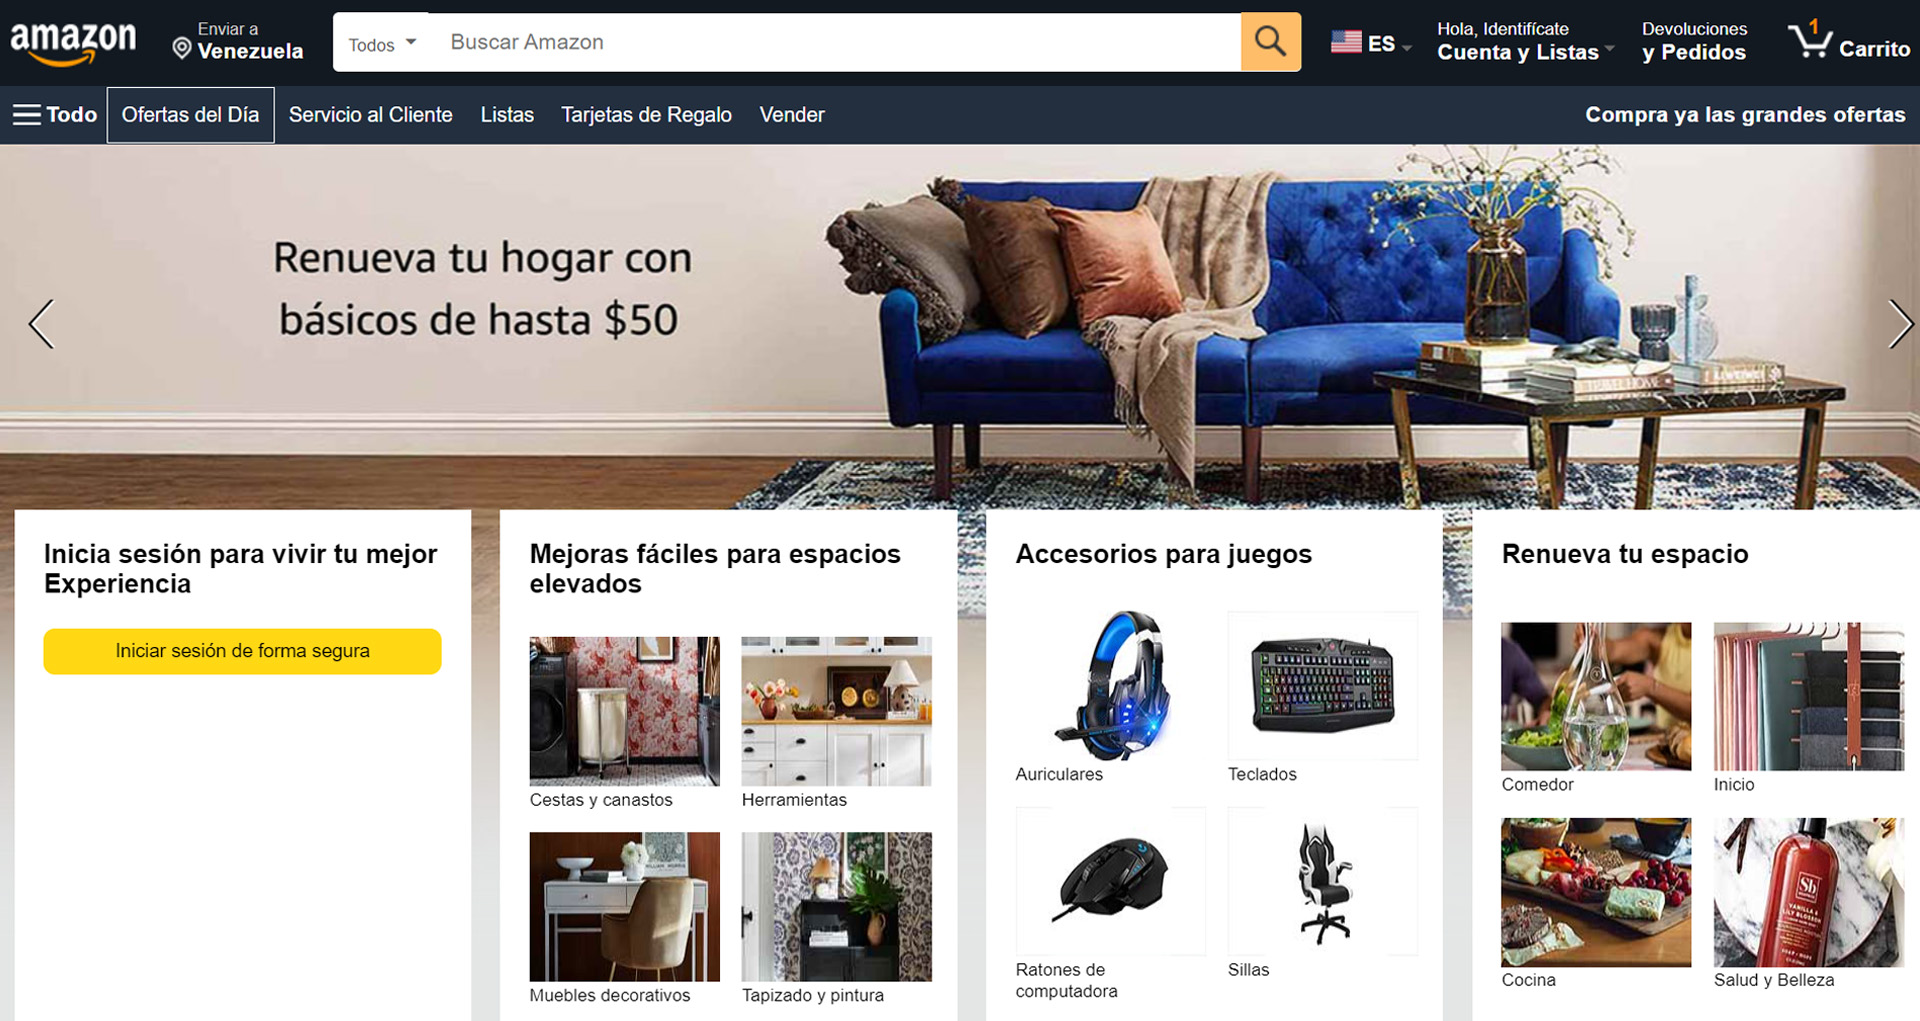 amazon
Enviar a
Venezuela
Todos
Buscar Amazon
ES
Hola, Identifícate
Cuenta y Listas
Devoluciones
y Pedidos
1
Carrito
Todo
Ofertas del Día
Servicio al Cliente
Listas
Tarjetas de Regalo
Vender
Compra ya las grandes ofertas
Renueva tu hogar con
básicos de hasta $50
Inicia sesión para vivir tu mejor
Experiencia
Iniciar sesión de forma segura
Mejoras fáciles para espacios
elevados
Cestas y canastos
Herramientas
Muebles decorativos
Tapizado y pintura
Accesorios para juegos
Auriculares
Teclados
Ratones de
computadora
Sillas
Renueva tu espacio
Comedor
Inicio
Cocina
Sb
VANILLA &
LILY BLOSSOM
Salud y Belleza